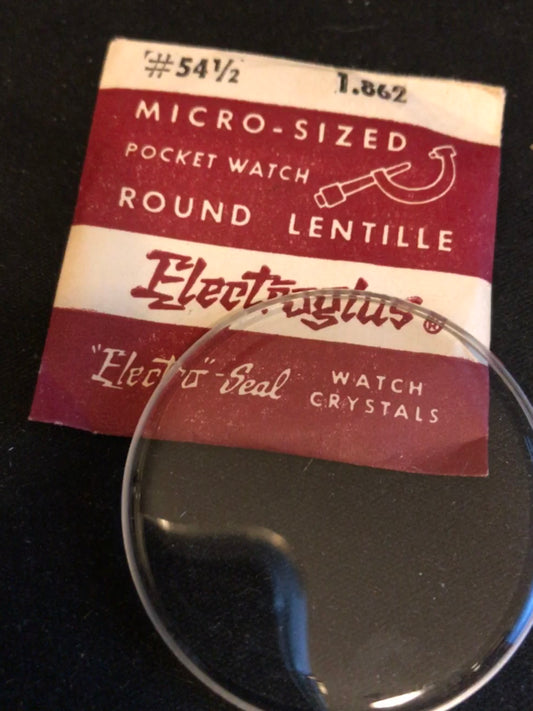 #54½ 1.862
MICRO-SIZED
POCKET WATCH
ROUND LENTILLE
Electroglas®
"Electro"-Seal WATCH
CRYSTALS